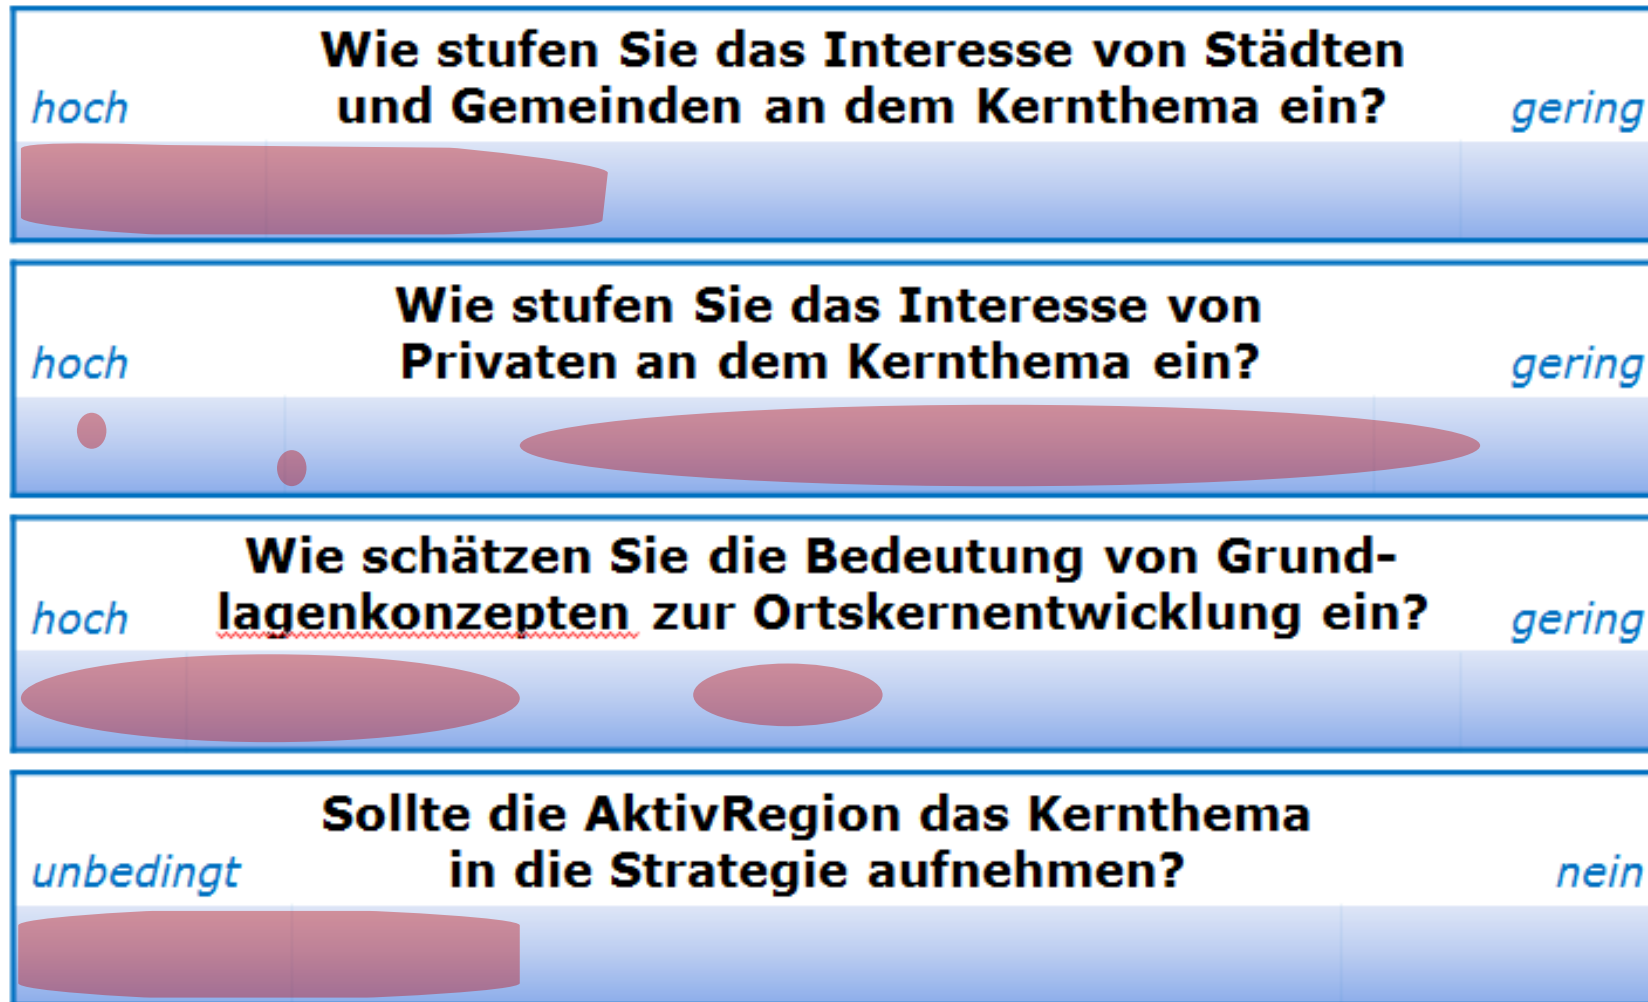 Wie stufen Sie das Interesse von Städten
und Gemeinden an dem Kernthema ein?
hoch
gering
Wie stufen Sie das Interesse von
Privaten an dem Kernthema ein?
hoch
gering
Wie schätzen Sie die Bedeutung von Grund-
lagenkonzepten zur Ortskernentwicklung ein?
hoch
gering
Sollte die AktivRegion das Kernthema
in die Strategie aufnehmen?
unbedingt
nein